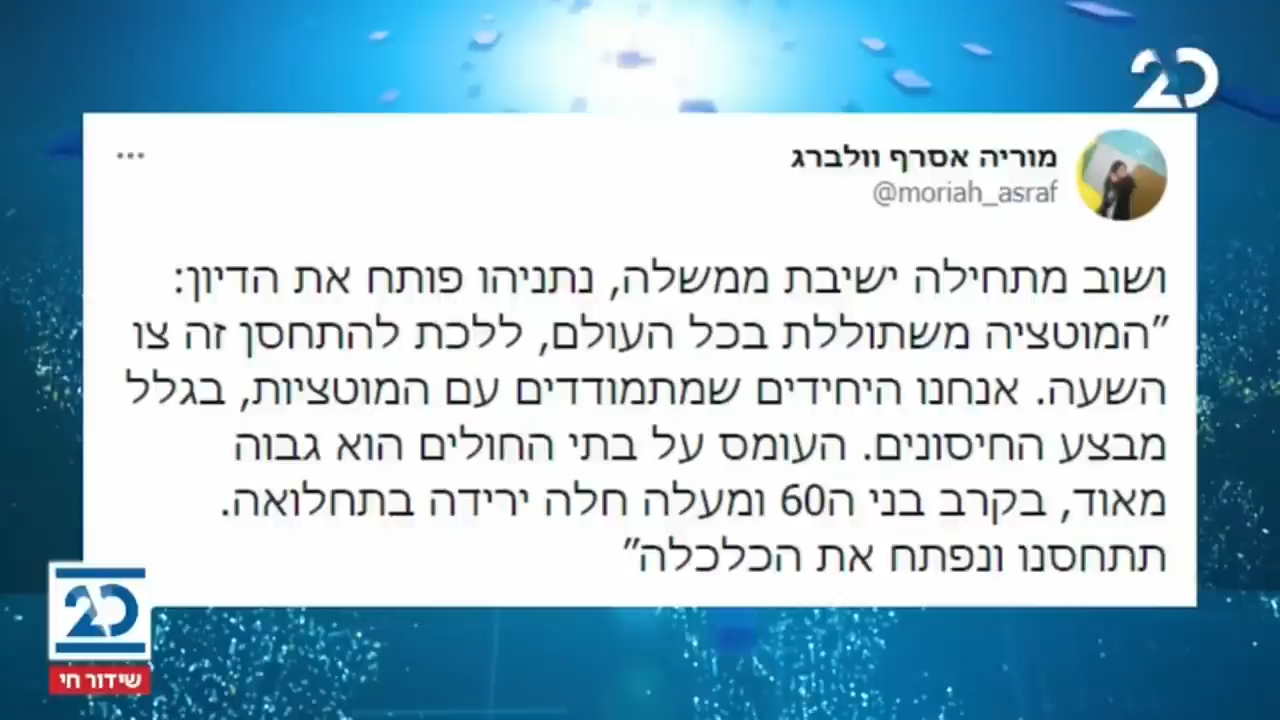 20
מוריה אסרף וולברג
@moriah_asraf
ושוב מתחילה ישיבת ממשלה, נתניהו פותח את הדיון:
"המוטציה משתוללת בכל העולם, ללכת להתחסן זה צו
השעה. אנחנו היחידים שמתמודדים עם המוטציות, בגלל
מבצע החיסונים. העומס על בתי החולים הוא גבוה
מאוד, בקרב בני ה60 ומעלה חלה ירידה בתחלואה.
תתחסנו ונפתח את הכלכלה"
20
שידור חי